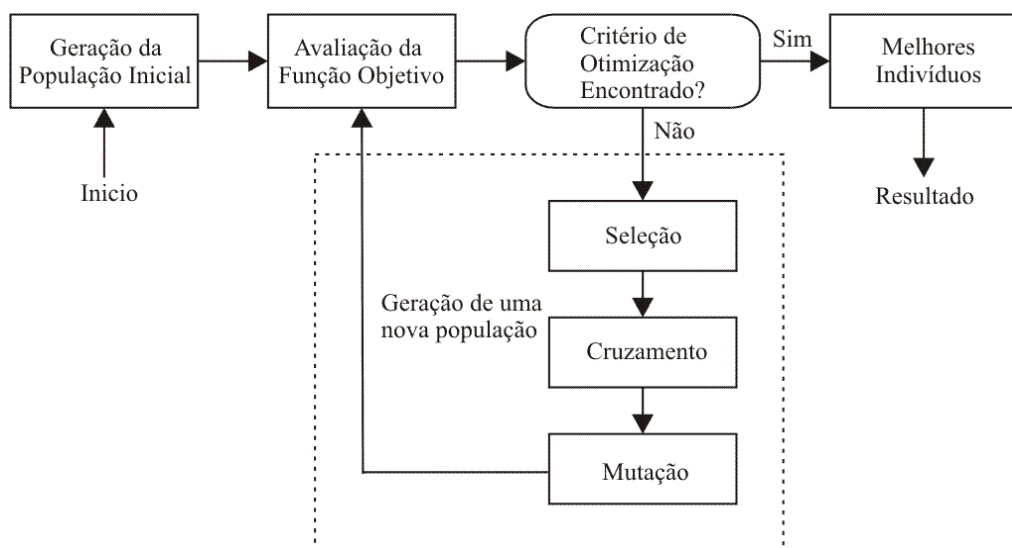 Geração da
População Inicial
Avaliação da
Função Objetivo
Critério de
Otimização
Encontrado?
Sim
Melhores
Indivíduos
Não
Inicio
Resultado
Seleção
Geração de uma
nova população
Cruzamento
Mutação